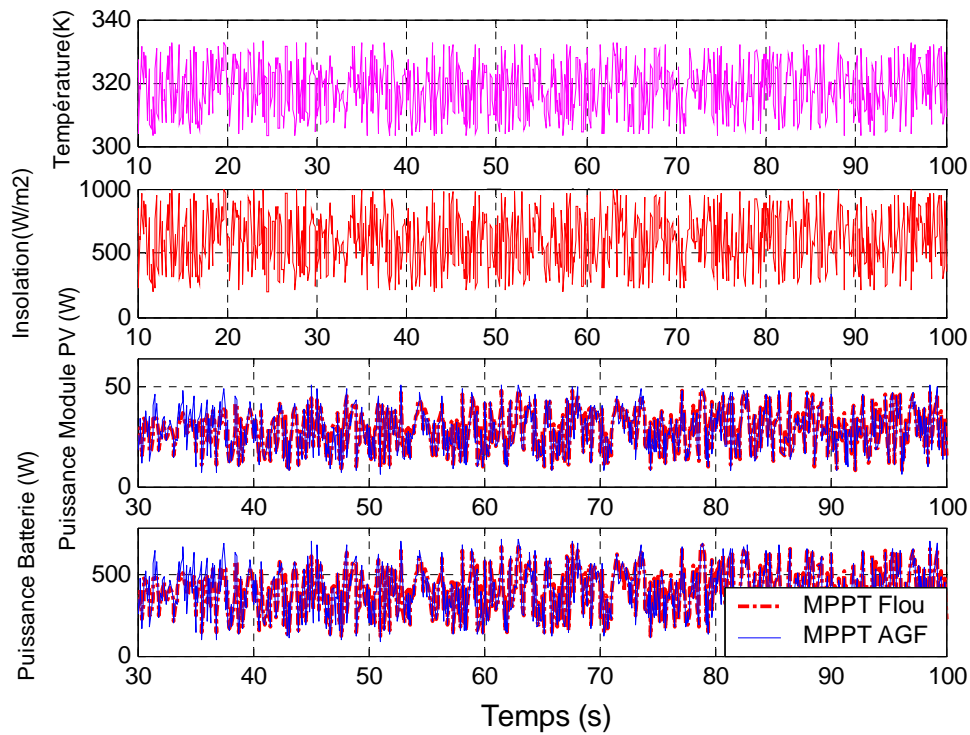 Température(K)
340
320
300
10 20 30 40 50 60 70 80 90 100
Insolation(W/m2)
1000
500
0
10 20 30 40 50 60 70 80 90 100
Puissance Module PV (W)
50
0
30 40 50 60 70 80 90 100
Puissance Batterie (W)
500
0
MPPT Flou
MPPT AGF
30 40 50 60 70 80 90 100
Temps (s)